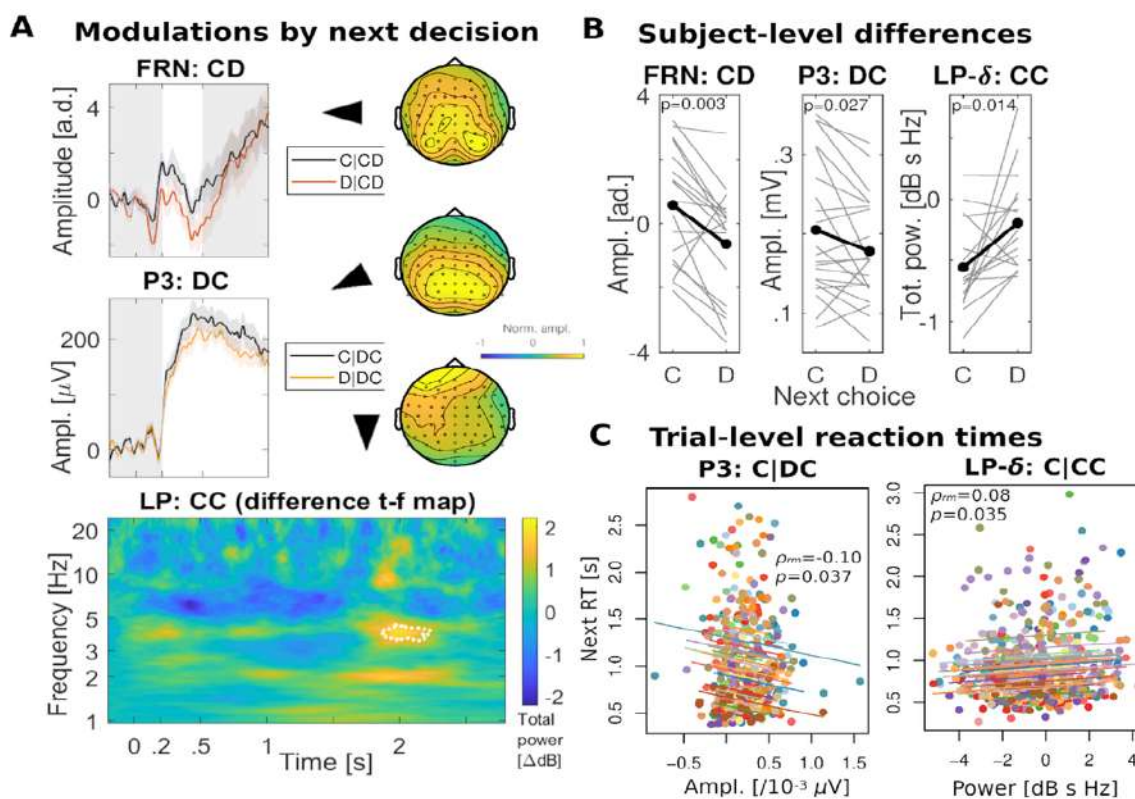 A Modulations by next decision
FRN: CD
Amplitude [a.d.]
4
0
C|CD
D|CD
P3: DC
Ampl. [μV]
200
0
Norm. ampl.
-1 0 1
C|DC
D|DC
LP: CC (difference t-f map)
Frequency [Hz]
20
10
5
3
2
1
0 .2 .5 1 2
Time [s]
2
1
0
-1
-2
Total
power
[ΔdB]
B Subject-level differences
FRN: CD P3: DC LP-δ: CC
p=0.003 p=0.027 p=0.014
Ampl. [ad.]
4
0
-4
Ampl. [mV]
.3
.1
Tot. pow. [dB s Hz]
0
-1
C D C D C D
Next choice
C Trial-level reaction times
P3: C|DC
Next RT [s]
2.5
2.0
1.5
1.0
0.5
ρrm=-0.10
p=0.037
-0.5 0.5 1.5
Ampl. [/10⁻³ μV]
LP-δ: C|CC
3.0
2.5
2.0
1.5
1.0
0.5
ρrm=0.08
p=0.035
-4 -2 0 2 4
Power [dB s Hz]